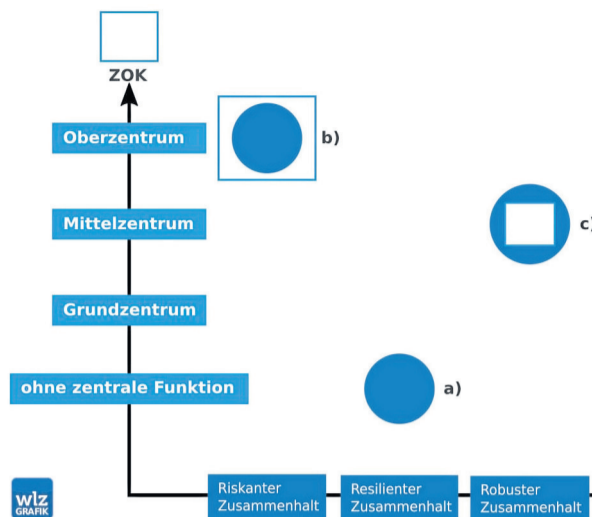 ZOK
Oberzentrum
b)
Mittelzentrum
c)
Grundzentrum
ohne zentrale Funktion
a)
wlz
GRAFIK
Riskanter
Zusammenhalt
Resilienter
Zusammenhalt
Robuster
Zusammenhalt